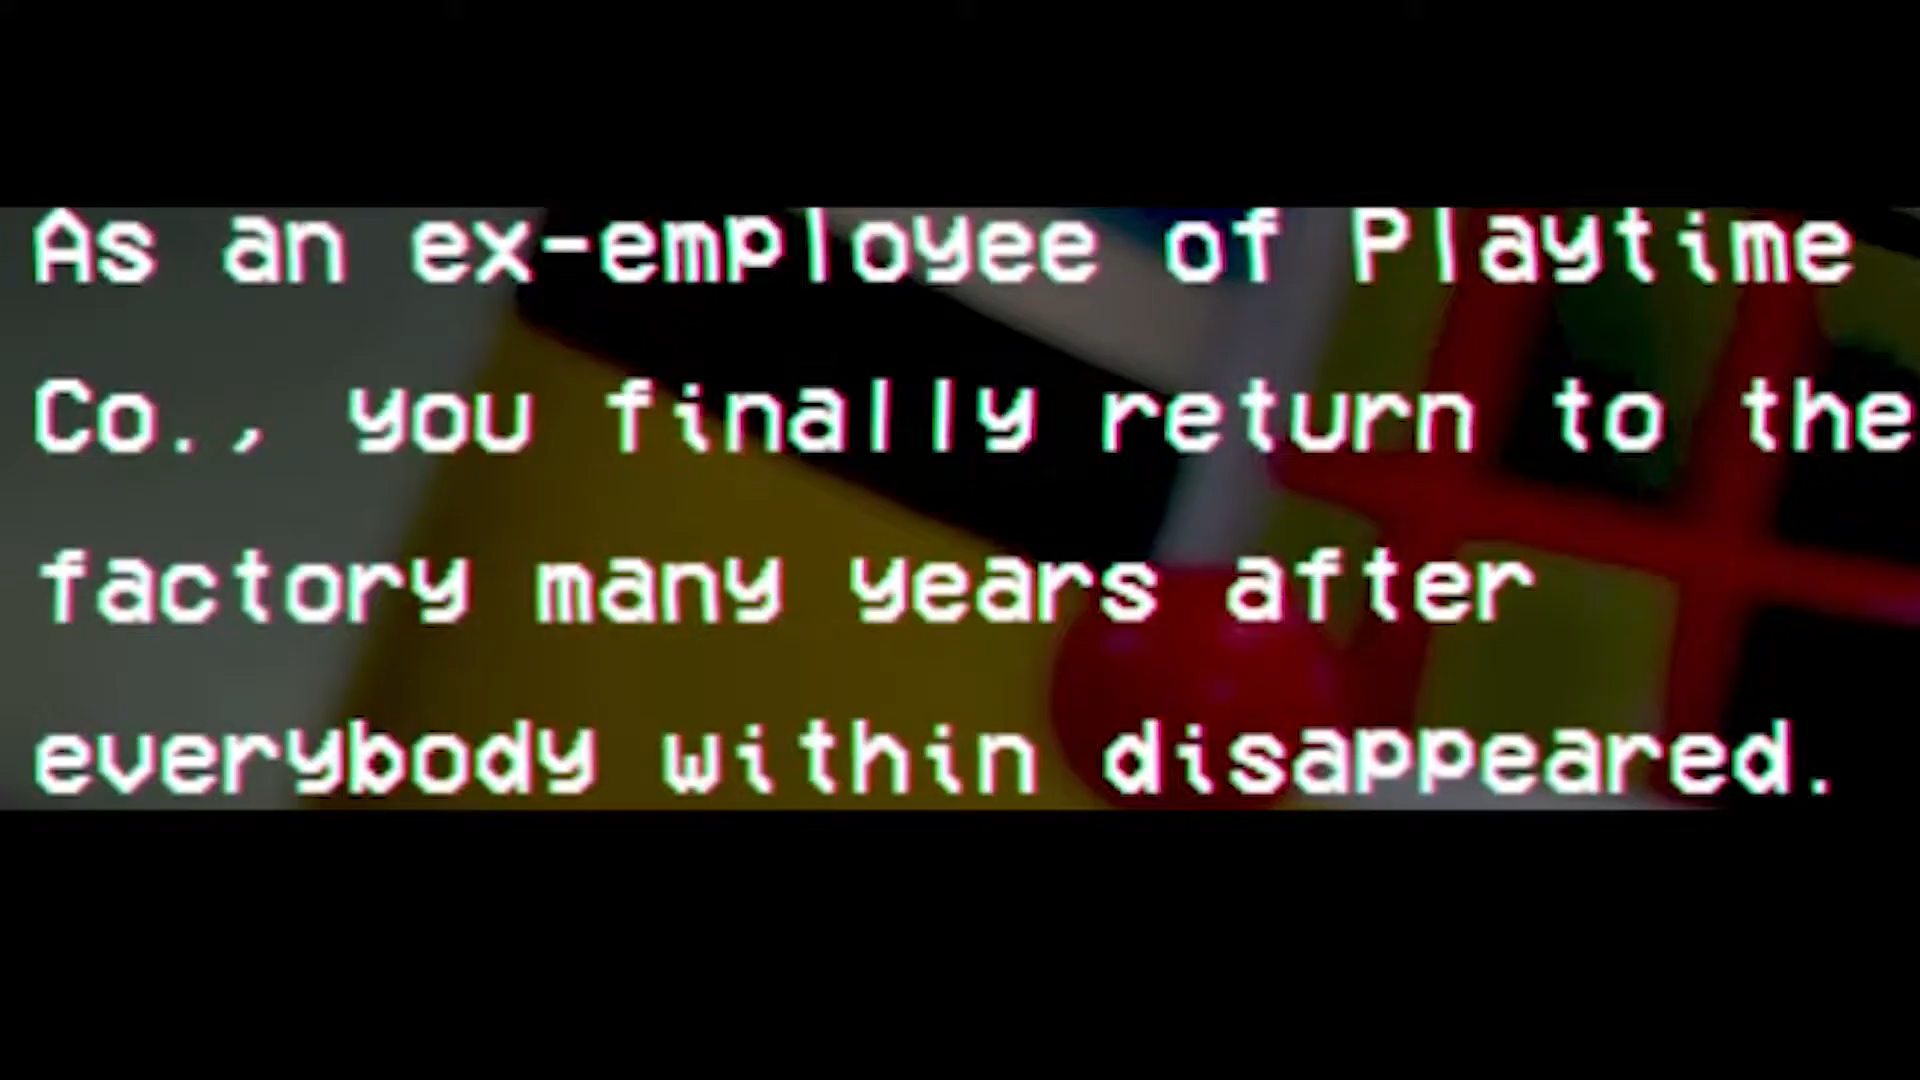 As an ex-employee of Playtime
Co., you finally return to the
factory many years after
everybody within disappeared.